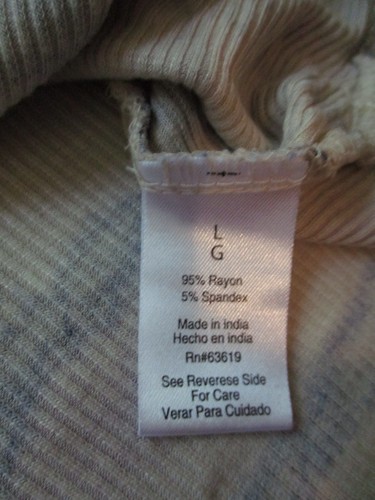 L
G
95% Rayon
5% Spandex
Made in india
Hecho en india
Rn#63619
See Reverese Side
For Care
Verar Para Cuidado